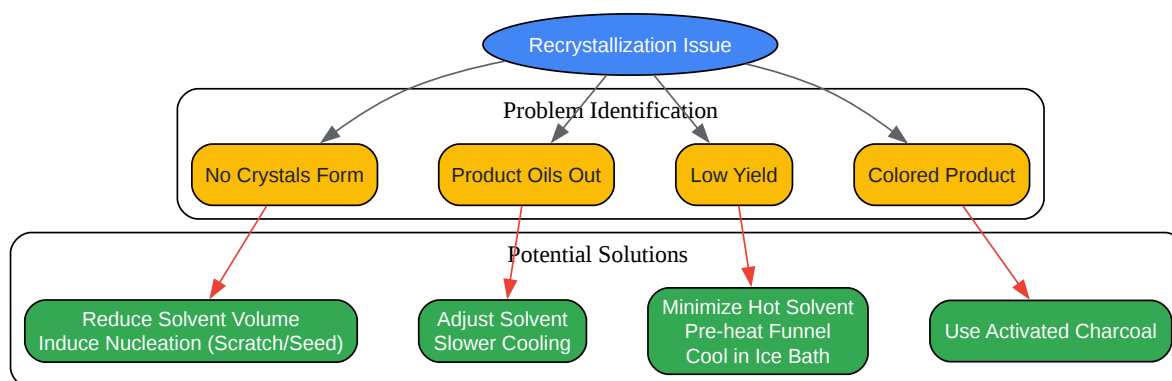 Recrystallization Issue
Problem Identification
No Crystals Form
Product Oils Out
Low Yield
Colored Product
Potential Solutions
Reduce Solvent Volume
Induce Nucleation (Scratch/Seed)
Adjust Solvent
Slower Cooling
Minimize Hot Solvent
Pre-heat Funnel
Cool in Ice Bath
Use Activated Charcoal